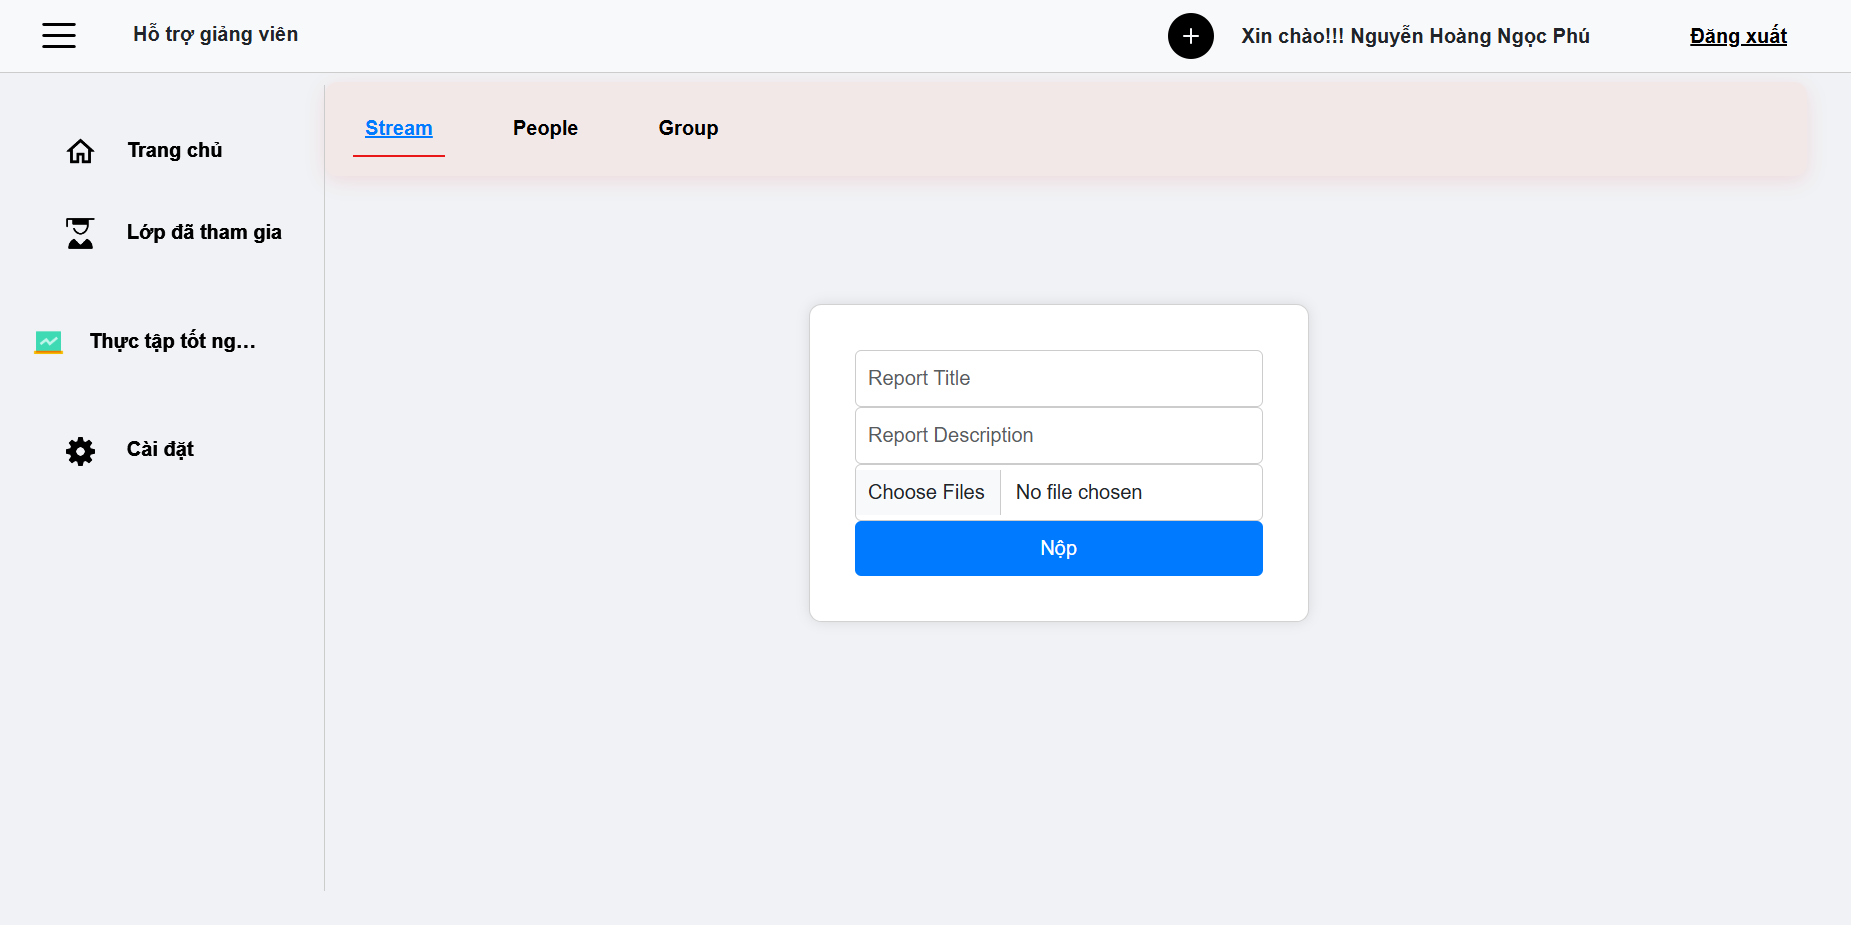 Hỗ trợ giảng viên
Xin chào!!! Nguyễn Hoàng Ngọc Phú
Đăng xuất
Trang chủ
Lớp đã tham gia
Thực tập tốt ng...
Cài đặt
Stream
People
Group
Report Title
Report Description
Choose Files No file chosen
Nộp